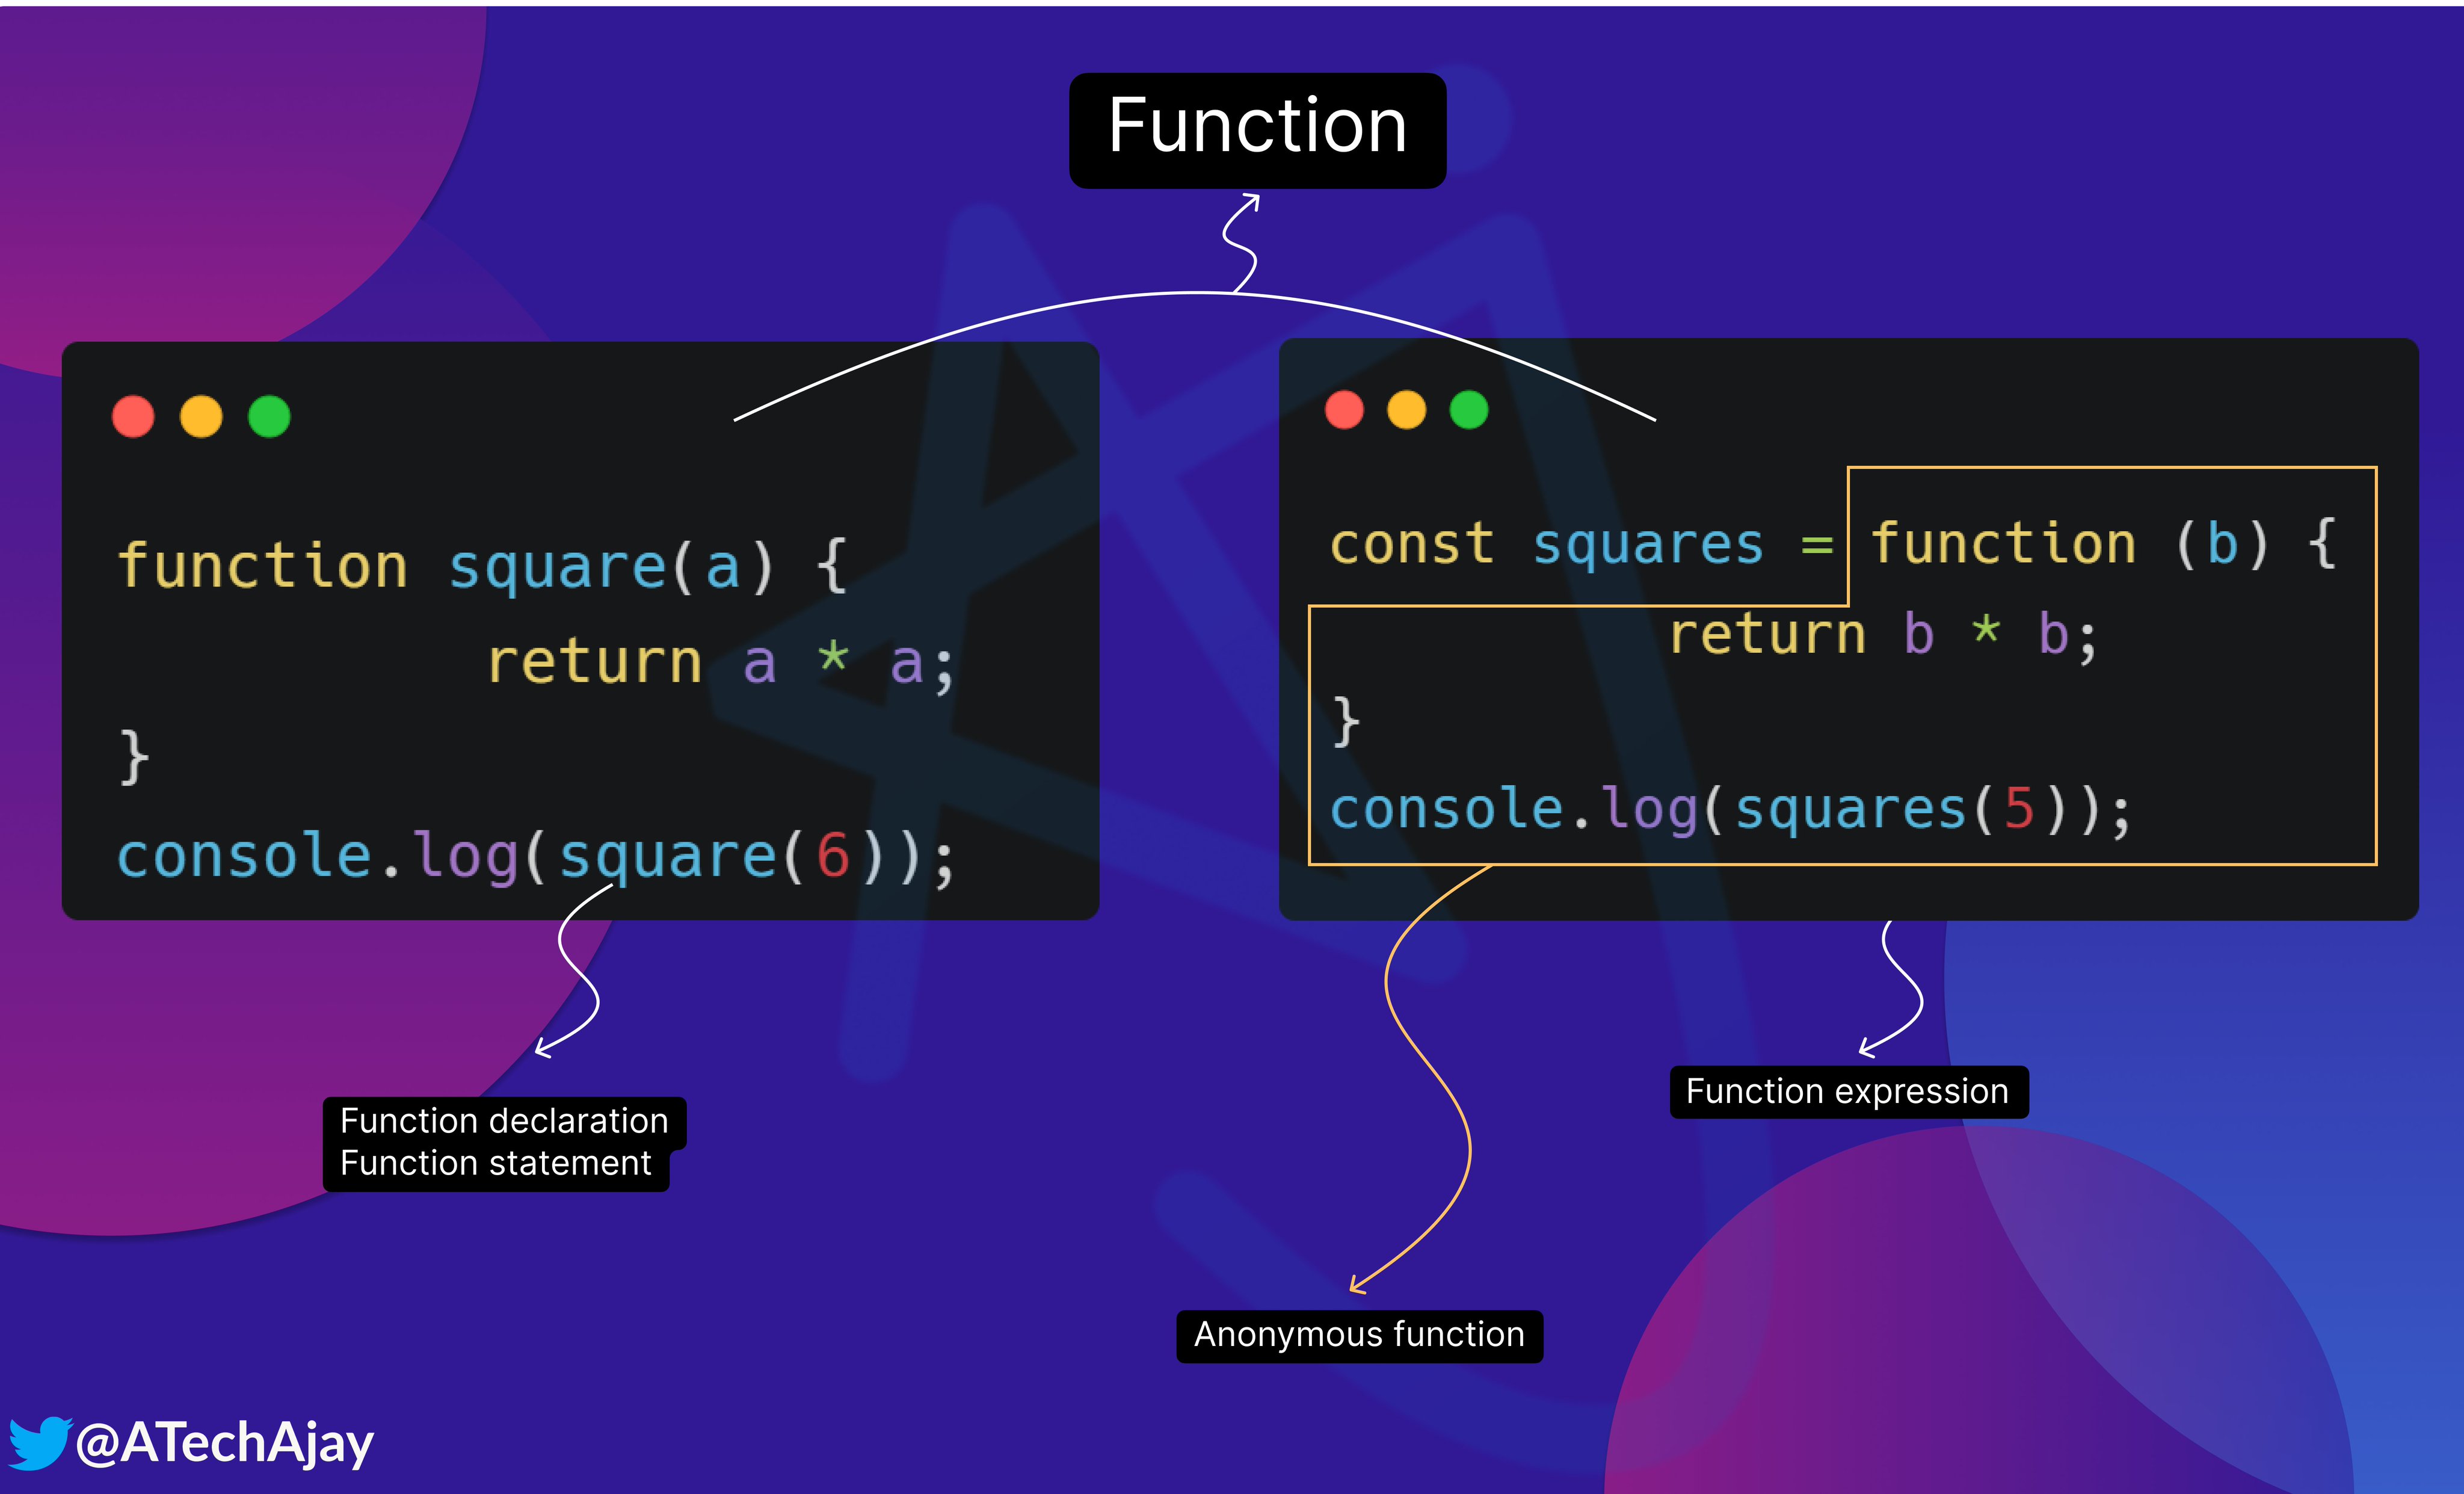 Function
function square(a) {
return a * a;
}
console.log(square(6));
const squares = function (b) {
return b * b;
}
console.log(squares(5));
Function declaration
Function statement
Function expression
Anonymous function
@ATechAjay